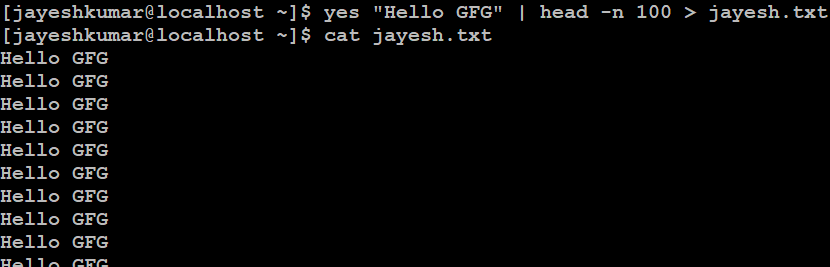 [jayeshkumar@localhost ~]$ yes "Hello GFG" | head -n 100 > jayesh.txt
[jayeshkumar@localhost ~]$ cat jayesh.txt
Hello GFG
Hello GFG
Hello GFG
Hello GFG
Hello GFG
Hello GFG
Hello GFG
Hello GFG
Hello GFG
Hello GFG